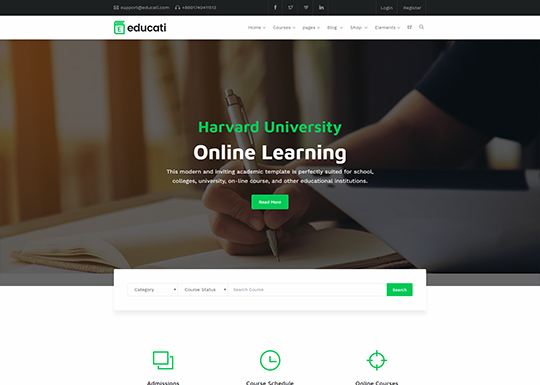 support@educati.com +8801740411513 Login Register
educati Home Courses pages Blog Shop Elements
Harvard University
Online Learning
This modern and inviting academic template is perfectly suited for school,
colleges, university, on-line course, and other educational institutions.
Read More
Category Course Status Search Course Search
Admissions Course Schedule Online Courses